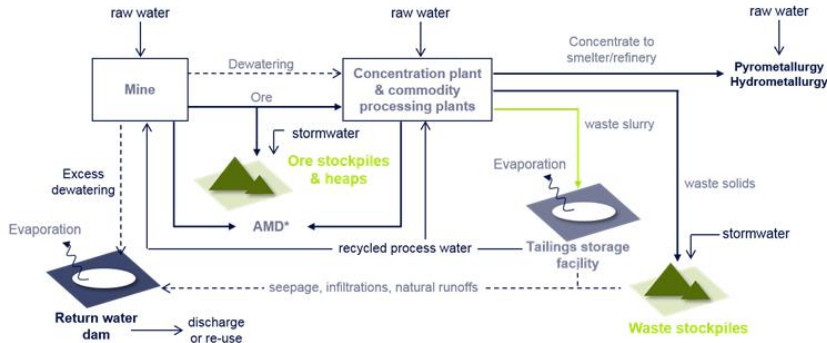 raw water
raw water
raw water
Mine
Dewatering
Ore
Concentration plant
& commodity
processing plants
Concentrate to
smelter/refinery
Pyrometallurgy
Hydrometallurgy
stormwater
Ore stockpiles
& heaps
waste slurry
Evaporation
waste solids
Excess
dewatering
AMD*
recycled process water
Tailings storage
facility
stormwater
Evaporation
seepage, infiltrations, natural runoffs
Return water
dam
discharge
or re-use
Waste stockpiles